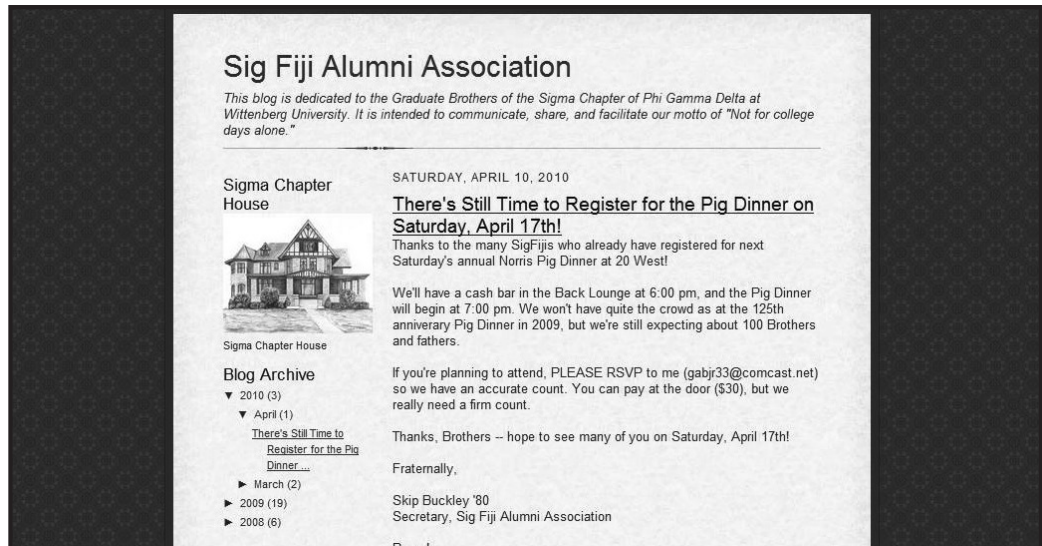 Sig Fiji Alumni Association
This blog is dedicated to the Graduate Brothers of the Sigma Chapter of Phi Gamma Delta at
Wittenberg University. It is intended to communicate, share, and facilitate our motto of "Not for college
days alone."
Sigma Chapter
House
Sigma Chapter House
Blog Archive
▼ 2010 (3)
▼ April (1)
There's Still Time to
Register for the Pig
Dinner ...
► March (2)
► 2009 (19)
► 2008 (6)
SATURDAY, APRIL 10, 2010
There's Still Time to Register for the Pig Dinner on
Saturday, April 17th!
Thanks to the many SigFijis who already have registered for next
Saturday's annual Norris Pig Dinner at 20 West!
We'll have a cash bar in the Back Lounge at 6:00 pm, and the Pig Dinner
will begin at 7:00 pm. We won't have quite the crowd as at the 125th
anniverary Pig Dinner in 2009, but we're still expecting about 100 Brothers
and fathers.
If you're planning to attend, PLEASE RSVP to me (gabjr33@comcast.net)
so we have an accurate count. You can pay at the door ($30), but we
really need a firm count.
Thanks, Brothers -- hope to see many of you on Saturday, April 17th!
Fraternally,
Skip Buckley '80
Secretary, Sig Fiji Alumni Association